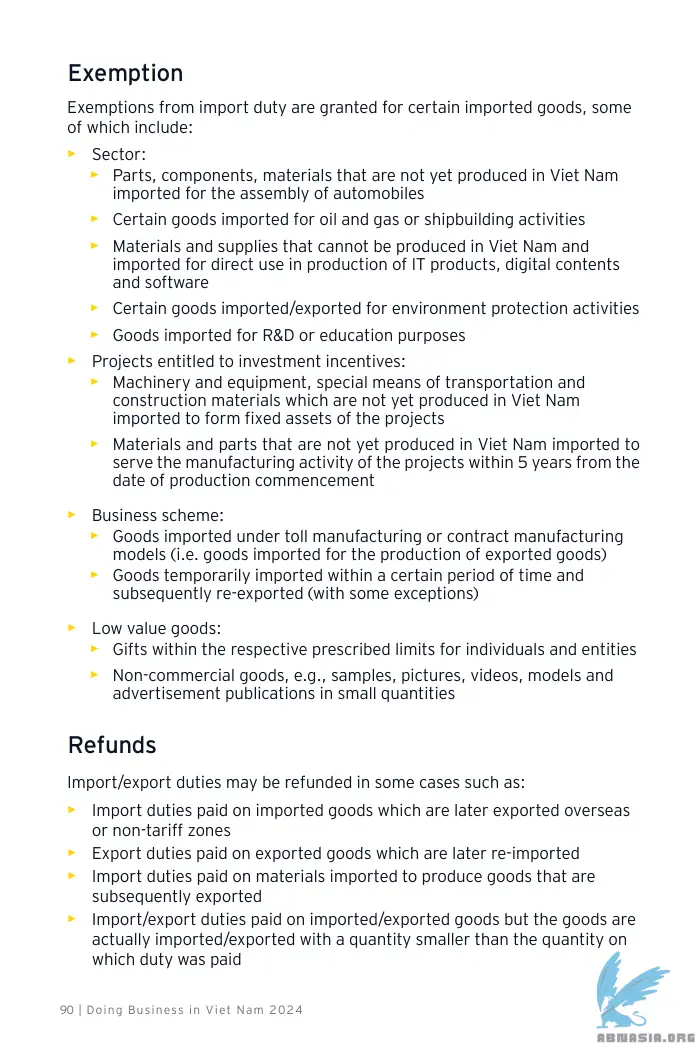 Exemption
Exemptions from import duty are granted for certain imported goods, some
of which include:
► Sector:
► Parts, components, materials that are not yet produced in Viet Nam
imported for the assembly of automobiles
► Certain goods imported for oil and gas or shipbuilding activities
► Materials and supplies that cannot be produced in Viet Nam and
imported for direct use in production of IT products, digital contents
and software
► Certain goods imported/exported for environment protection activities
► Goods imported for R&D or education purposes
► Projects entitled to investment incentives:
► Machinery and equipment, special means of transportation and
construction materials which are not yet produced in Viet Nam
imported to form fixed assets of the projects
► Materials and parts that are not yet produced in Viet Nam imported to
serve the manufacturing activity of the projects within 5 years from the
date of production commencement
► Business scheme:
► Goods imported under toll manufacturing or contract manufacturing
models (i.e. goods imported for the production of exported goods)
► Goods temporarily imported within a certain period of time and
subsequently re-exported (with some exceptions)
► Low value goods:
► Gifts within the respective prescribed limits for individuals and entities
► Non-commercial goods, e.g., samples, pictures, videos, models and
advertisement publications in small quantities
Refunds
Import/export duties may be refunded in some cases such as:
► Import duties paid on imported goods which are later exported overseas
or non-tariff zones
► Export duties paid on exported goods which are later re-imported
► Import duties paid on materials imported to produce goods that are
subsequently exported
► Import/export duties paid on imported/exported goods but the goods are
actually imported/exported with a quantity smaller than the quantity on
which duty was paid
90 | Doing Business in Viet Nam 2024
ABNASIA.ORG